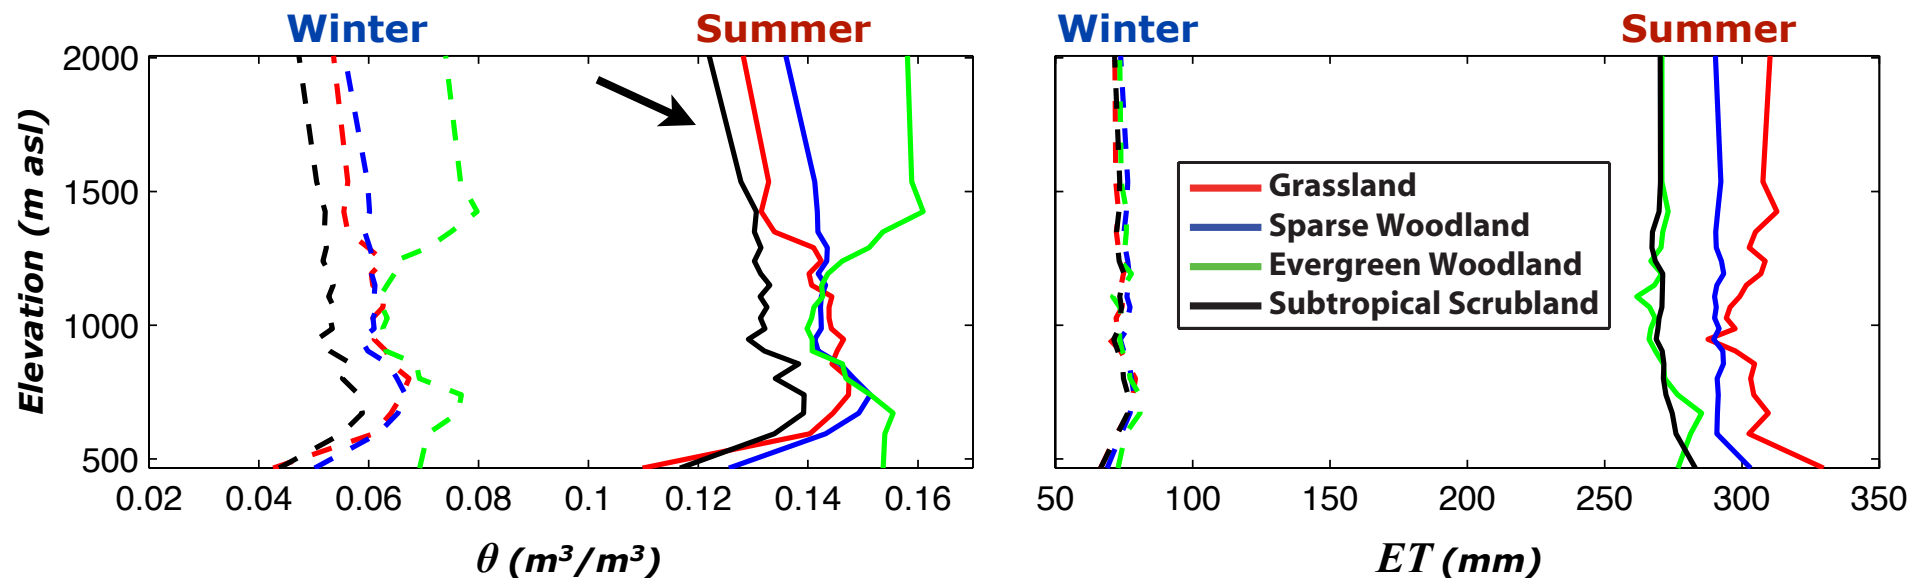 Winter Summer Winter Summer
2000
1500
1000
500
Elevation (m asl)
Grassland
Sparse Woodland
Evergreen Woodland
Subtropical Scrubland
0.02 0.04 0.06 0.08 0.1 0.12 0.14 0.16 50 100 150 200 250 300 350
θ (m³/m³) ET (mm)